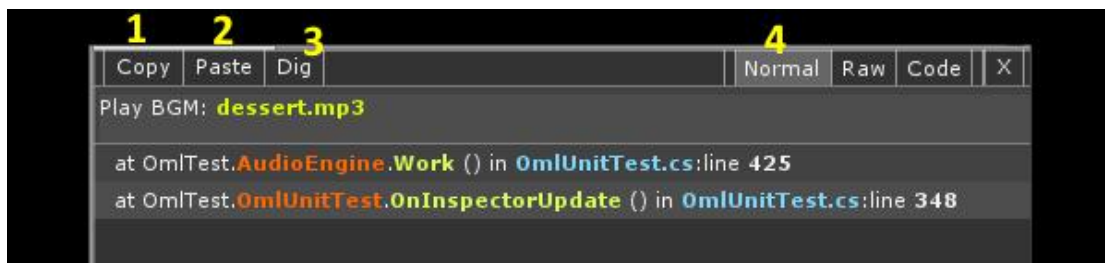 1 2 3 4
Copy Paste Dig Normal Raw Code X
Play BGM: dessert.mp3
at OmlTest.AudioEngine.Work () in OmlUnitTest.cs:line 425
at OmlTest.OmlUnitTest.OnInspectorUpdate () in OmlUnitTest.cs:line 348